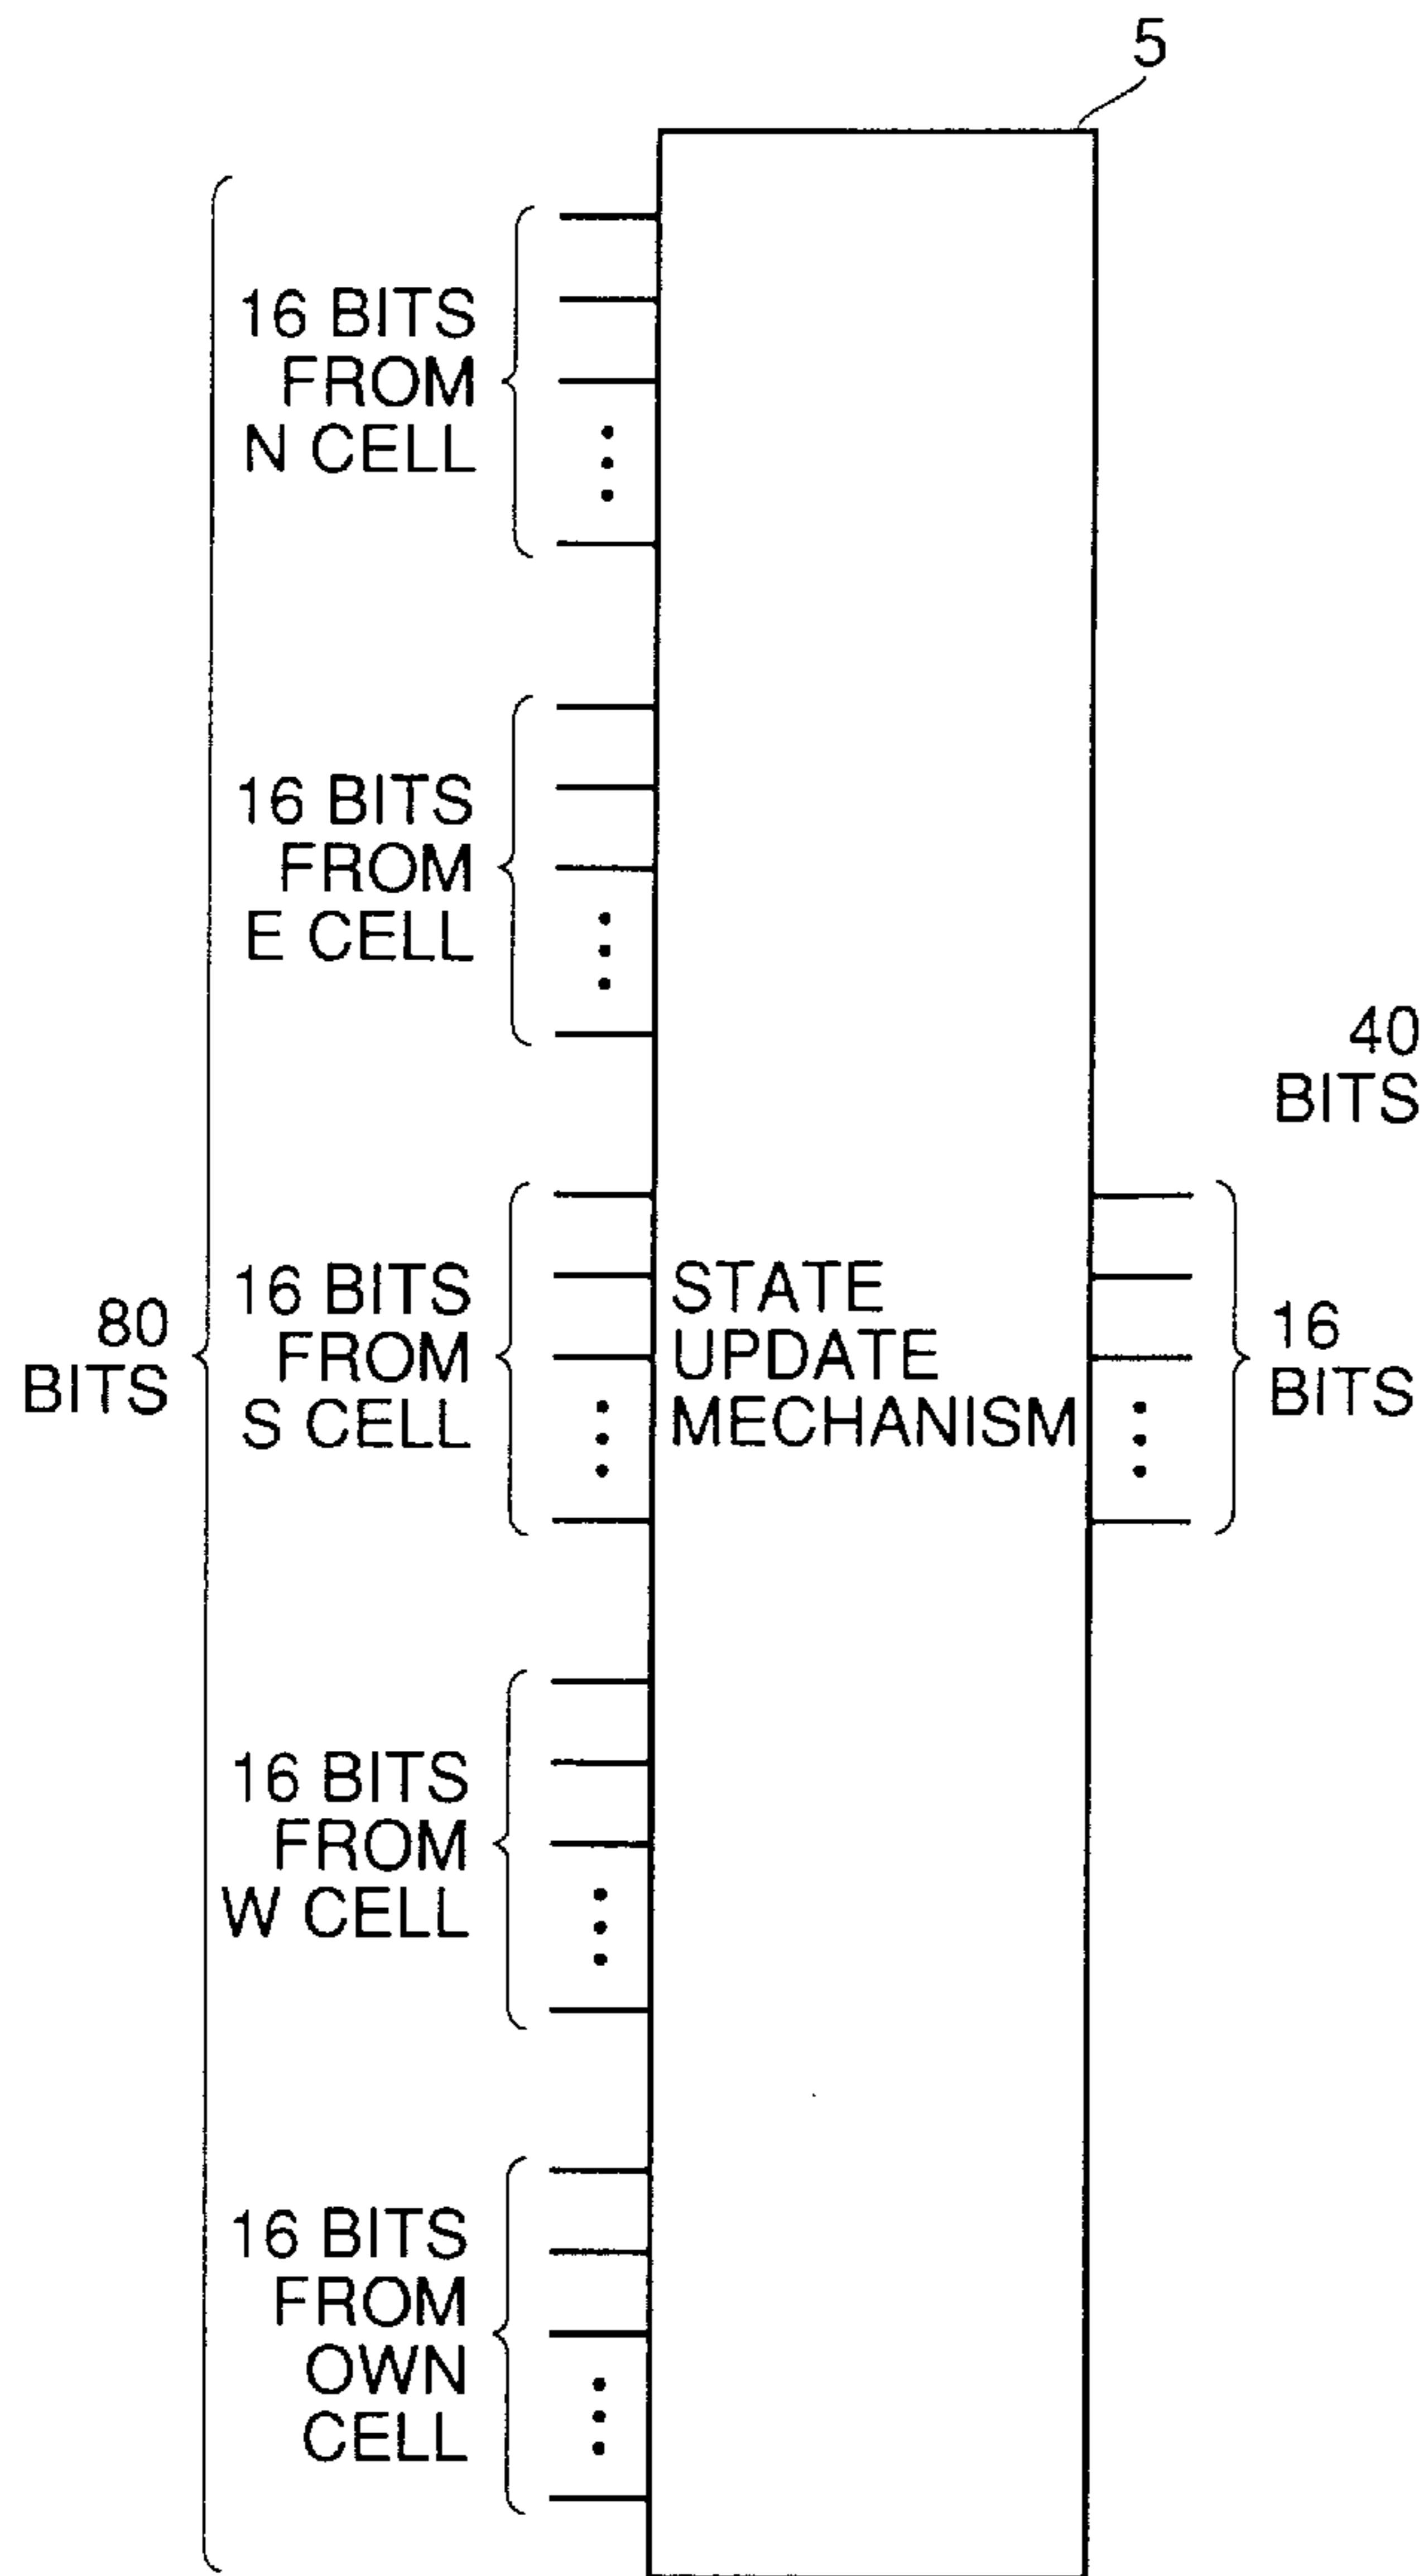 5
16 BITS
FROM
N CELL
16 BITS
FROM
E CELL
40
BITS
80
BITS
16 BITS
FROM
S CELL
STATE
UPDATE
MECHANISM
16
BITS
16 BITS
FROM
W CELL
16 BITS
FROM
OWN
CELL